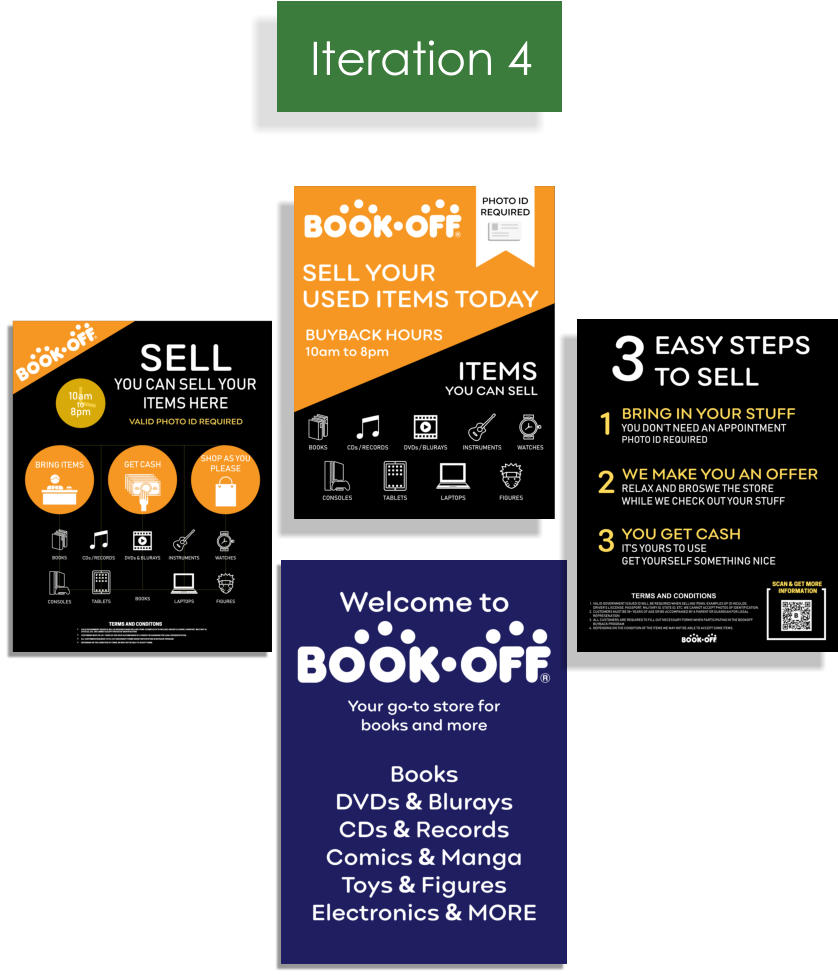 Iteration 4
BOOK•OFF®
PHOTO ID
REQUIRED
SELL YOUR
USED ITEMS TODAY
BUYBACK HOURS
10am to 8pm
ITEMS
YOU CAN SELL
BOOKS
CDs / RECORDS
DVDs / BLURAYS
INSTRUMENTS
WATCHES
CONSOLES
TABLETS
LAPTOPS
FIGURES
BOOK•OFF
SELL
YOU CAN SELL YOUR
ITEMS HERE
VALID PHOTO ID REQUIRED
10am
to
8pm
BRING ITEMS
GET CASH
SHOP AS YOU
PLEASE
BOOKS
CDs / RECORDS
DVDs & BLURAYS
INSTRUMENTS
WATCHES
CONSOLES
TABLETS
BOOKS
LAPTOPS
FIGURES
TERMS AND CONDITIONS
3 EASY STEPS
TO SELL
1 BRING IN YOUR STUFF
YOU DON'T NEED AN APPOINTMENT
PHOTO ID REQUIRED
2 WE MAKE YOU AN OFFER
RELAX AND BROSWE THE STORE
WHILE WE CHECK OUT YOUR STUFF
3 YOU GET CASH
IT'S YOURS TO USE
GET YOURSELF SOMETHING NICE
SCAN & GET MORE
INFORMATION
TERMS AND CONDITIONS
BOOK•OFF
Welcome to
BOOK•OFF®
Your go-to store for
books and more
Books
DVDs & Blurays
CDs & Records
Comics & Manga
Toys & Figures
Electronics & MORE